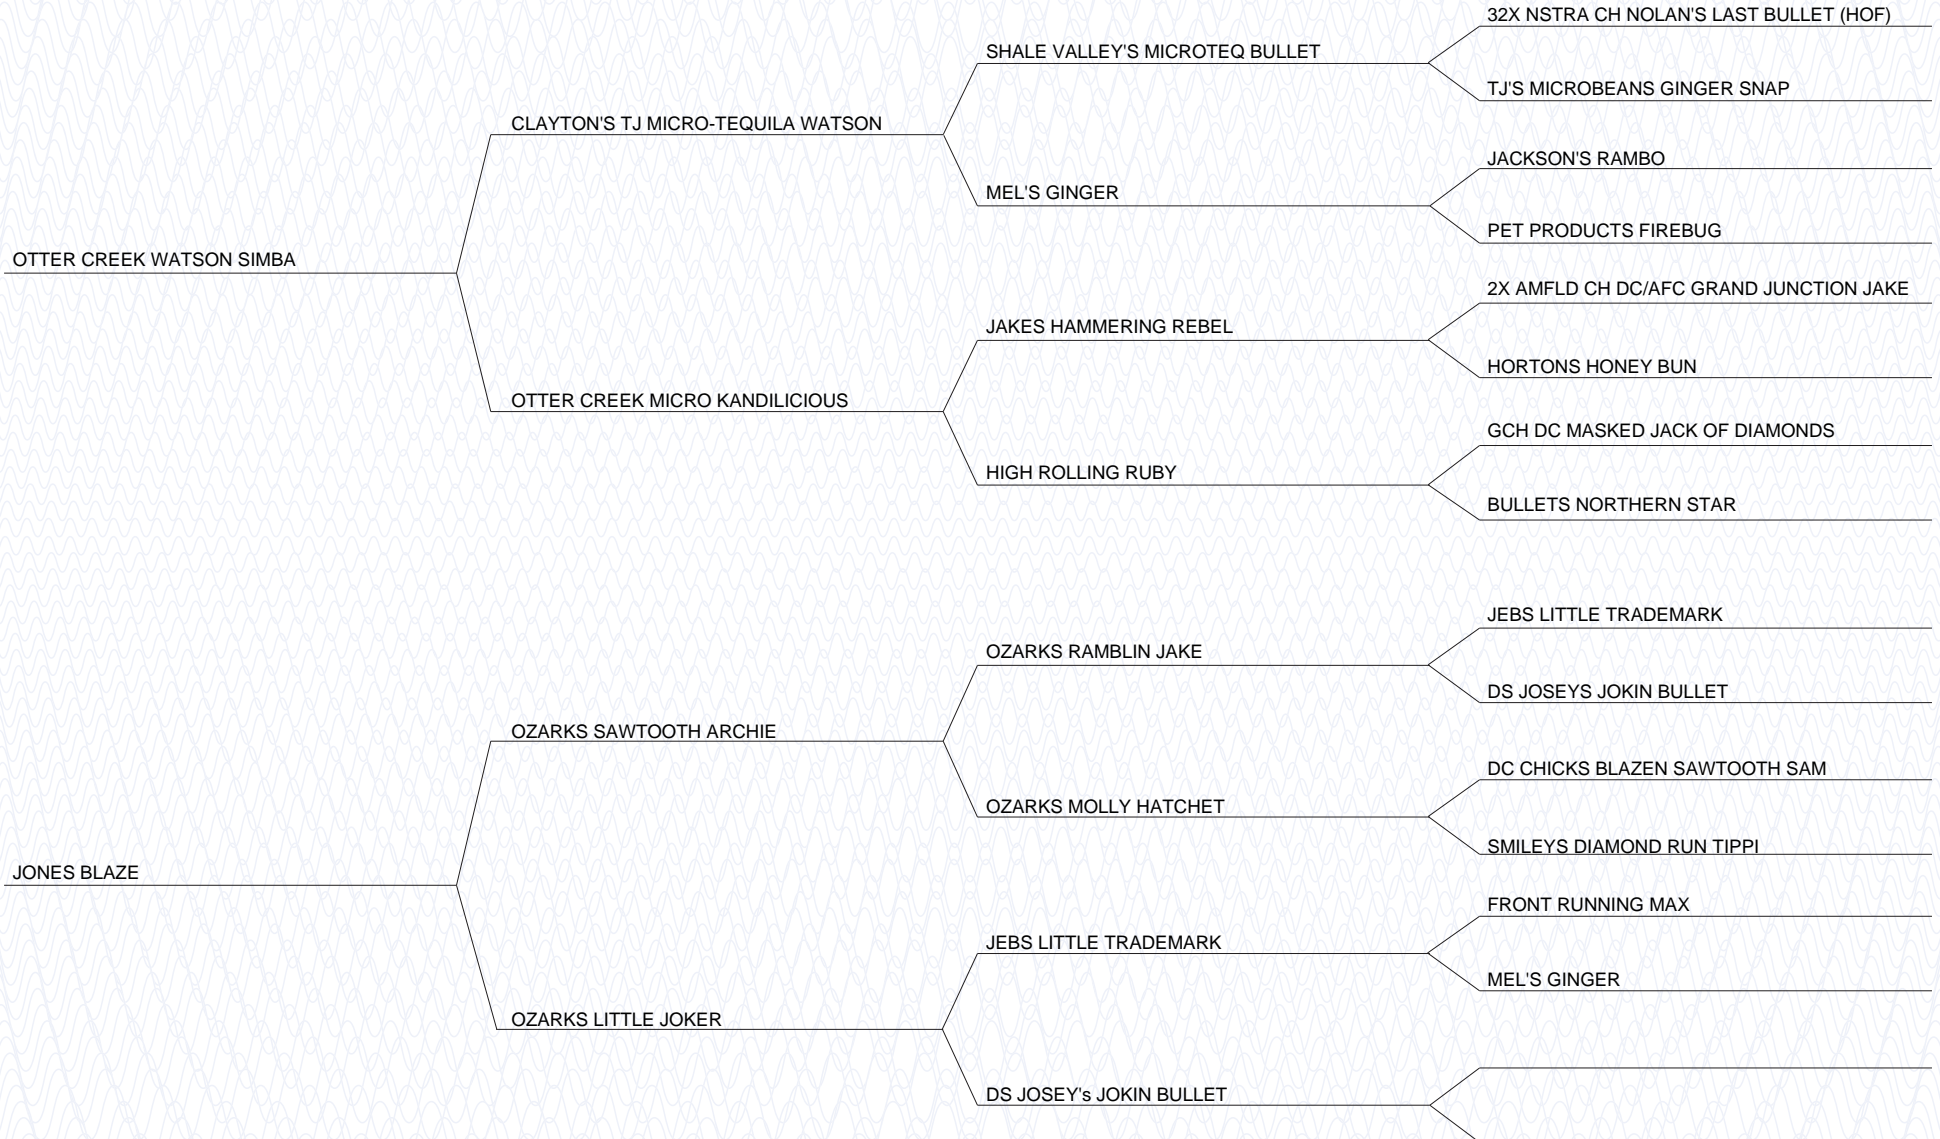 32X NSTRA CH NOLAN'S LAST BULLET (HOF)
SHALE VALLEY'S MICROTEQ BULLET
TJ'S MICROBEANS GINGER SNAP
CLAYTON'S TJ MICRO-TEQUILA WATSON
JACKSON'S RAMBO
MEL'S GINGER
PET PRODUCTS FIREBUG
OTTER CREEK WATSON SIMBA
2X AMFLD CH DC/AFC GRAND JUNCTION JAKE
JAKES HAMMERING REBEL
HORTONS HONEY BUN
OTTER CREEK MICRO KANDILICIOUS
GCH DC MASKED JACK OF DIAMONDS
HIGH ROLLING RUBY
BULLETS NORTHERN STAR
JEBS LITTLE TRADEMARK
OZARKS RAMBLIN JAKE
DS JOSEYS JOKIN BULLET
OZARKS SAWTOOTH ARCHIE
DC CHICKS BLAZEN SAWTOOTH SAM
OZARKS MOLLY HATCHET
SMILEYS DIAMOND RUN TIPPI
JONES BLAZE
FRONT RUNNING MAX
JEBS LITTLE TRADEMARK
MEL'S GINGER
OZARKS LITTLE JOKER
DS JOSEY's JOKIN BULLET